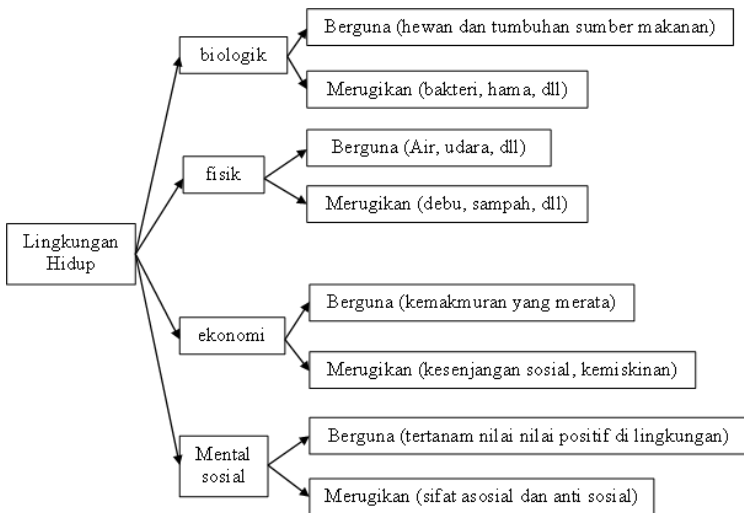 Berguna (hewan dan tumbuhan sumber makanan)
biologik
Merugikan (bakteri, hama, dll)
Berguna (Air, udara, dll)
fisik
Merugikan (debu, sampah, dll)
Lingkungan
Hidup
Berguna (kemakmuran yang merata)
ekonomi
Merugikan (kesenjangan sosial, kemiskinan)
Berguna (tertanam nilai nilai positif di lingkungan)
Mental
sosial
Merugikan (sifat asosial dan anti sosial)